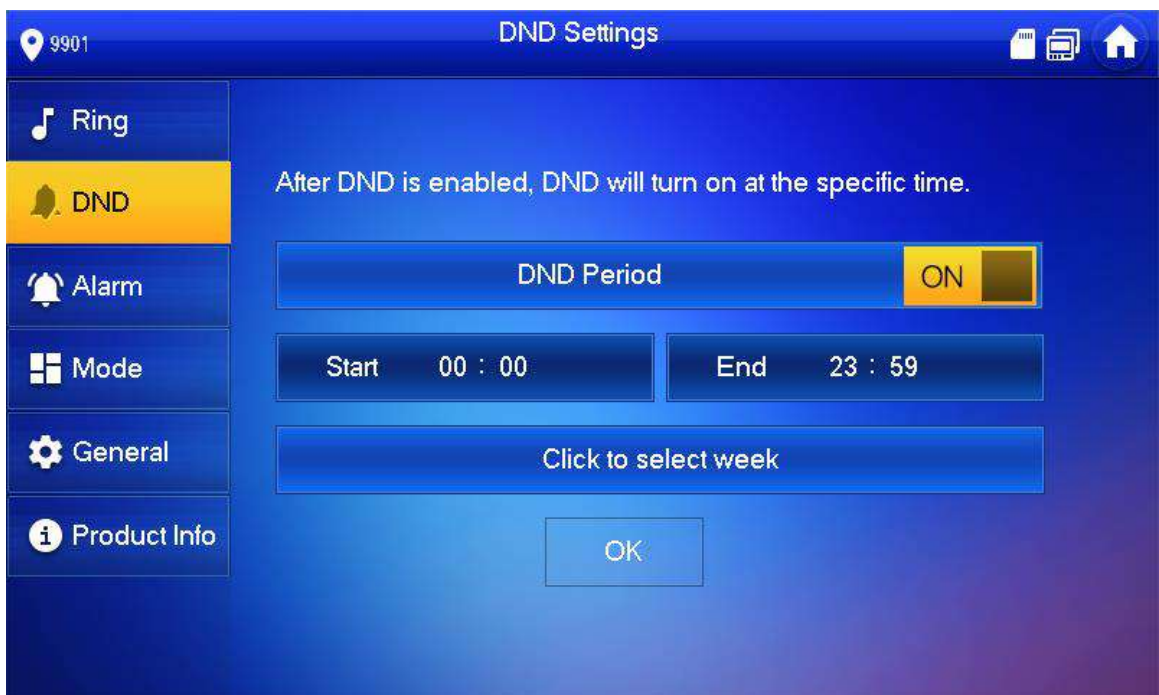 9901
DND Settings
Ring
DND
Alarm
Mode
General
Product Info
After DND is enabled, DND will turn on at the specific time.
DND Period
ON
Start 00 : 00
End 23 : 59
Click to select week
OK